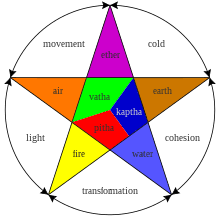 ether
movement
cold
air
vatha
earth
kaptha
pitha
light
cohesion
fire
water
transformation